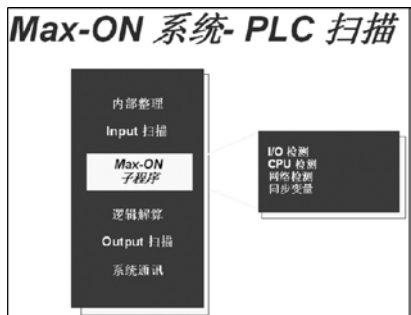 Max-ON 系统- PLC 扫描
内部整理
Input 扫描
Max-ON
子程序
逻辑解算
Output 扫描
系统通讯
I/O 检测
CPU 检测
网络检测
同步变量